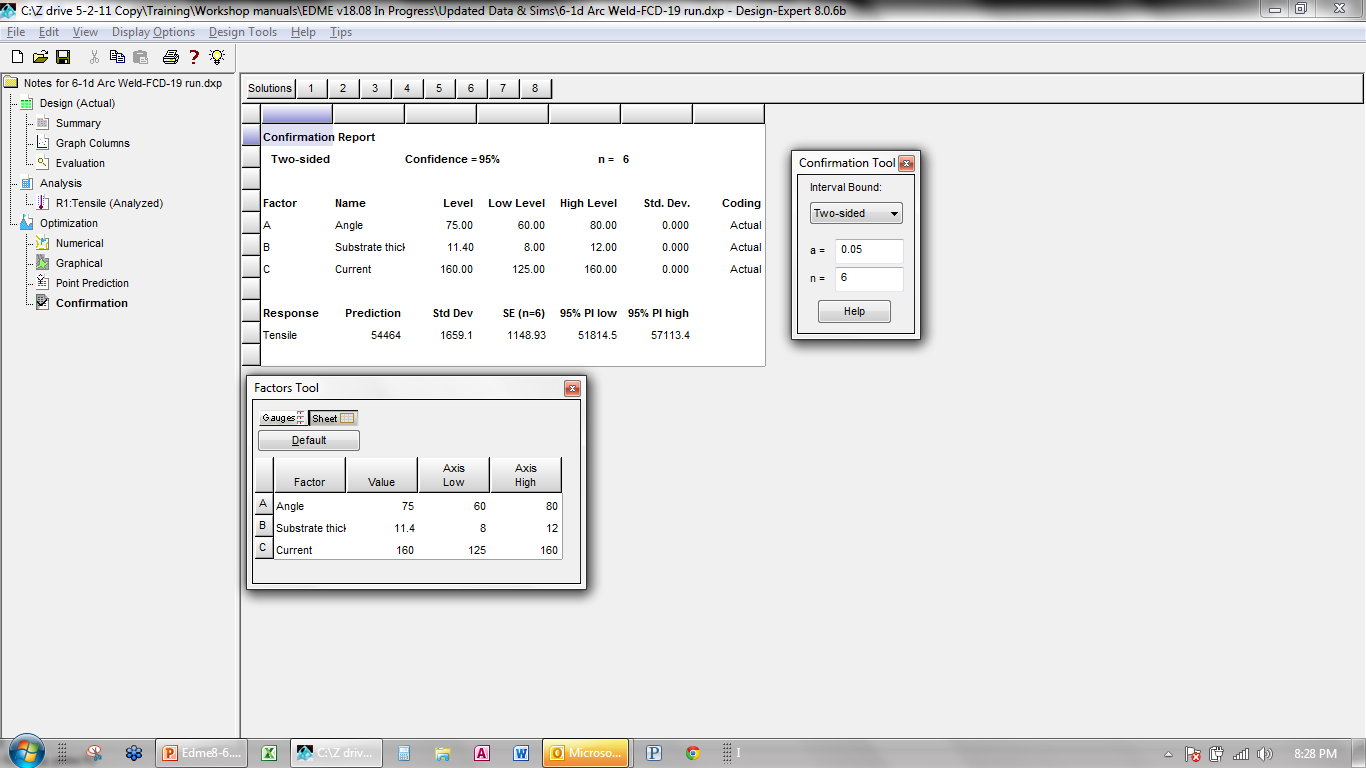 C:\Z drive 5-2-11 Copy\Training\Workshop manuals\EDME v18.08 In Progress\Updated Data & Sims\6-1d Arc Weld-FCD-19 run.dxp - Design-Expert 8.0.6b
File Edit View Display Options Design Tools Help Tips
Notes for 6-1d Arc Weld-FCD-19 run.dxp
Design (Actual)
Summary
Graph Columns
Evaluation
Analysis
R1:Tensile (Analyzed)
Optimization
Numerical
Graphical
Point Prediction
Confirmation
Solutions 1 2 3 4 5 6 7 8
Confirmation Report
Two-sided Confidence = 95% n = 6
Factor Name Level Low Level High Level Std. Dev. Coding
A Angle 75.00 60.00 80.00 0.000 Actual
B Substrate thick 11.40 8.00 12.00 0.000 Actual
C Current 160.00 125.00 160.00 0.000 Actual
Response Prediction Std Dev SE (n=6) 95% PI low 95% PI high
Tensile 54464 1659.1 1148.93 51814.5 57113.4
Confirmation Tool
Interval Bound:
Two-sided
a = 0.05
n = 6
Help
Factors Tool
Gauges Sheet
Default
Factor Value Axis Low Axis High
A Angle 75 60 80
B Substrate thick 11.4 8 12
C Current 160 125 160
Edme8-6.... C:\Z driv... Microso... 8:28 PM